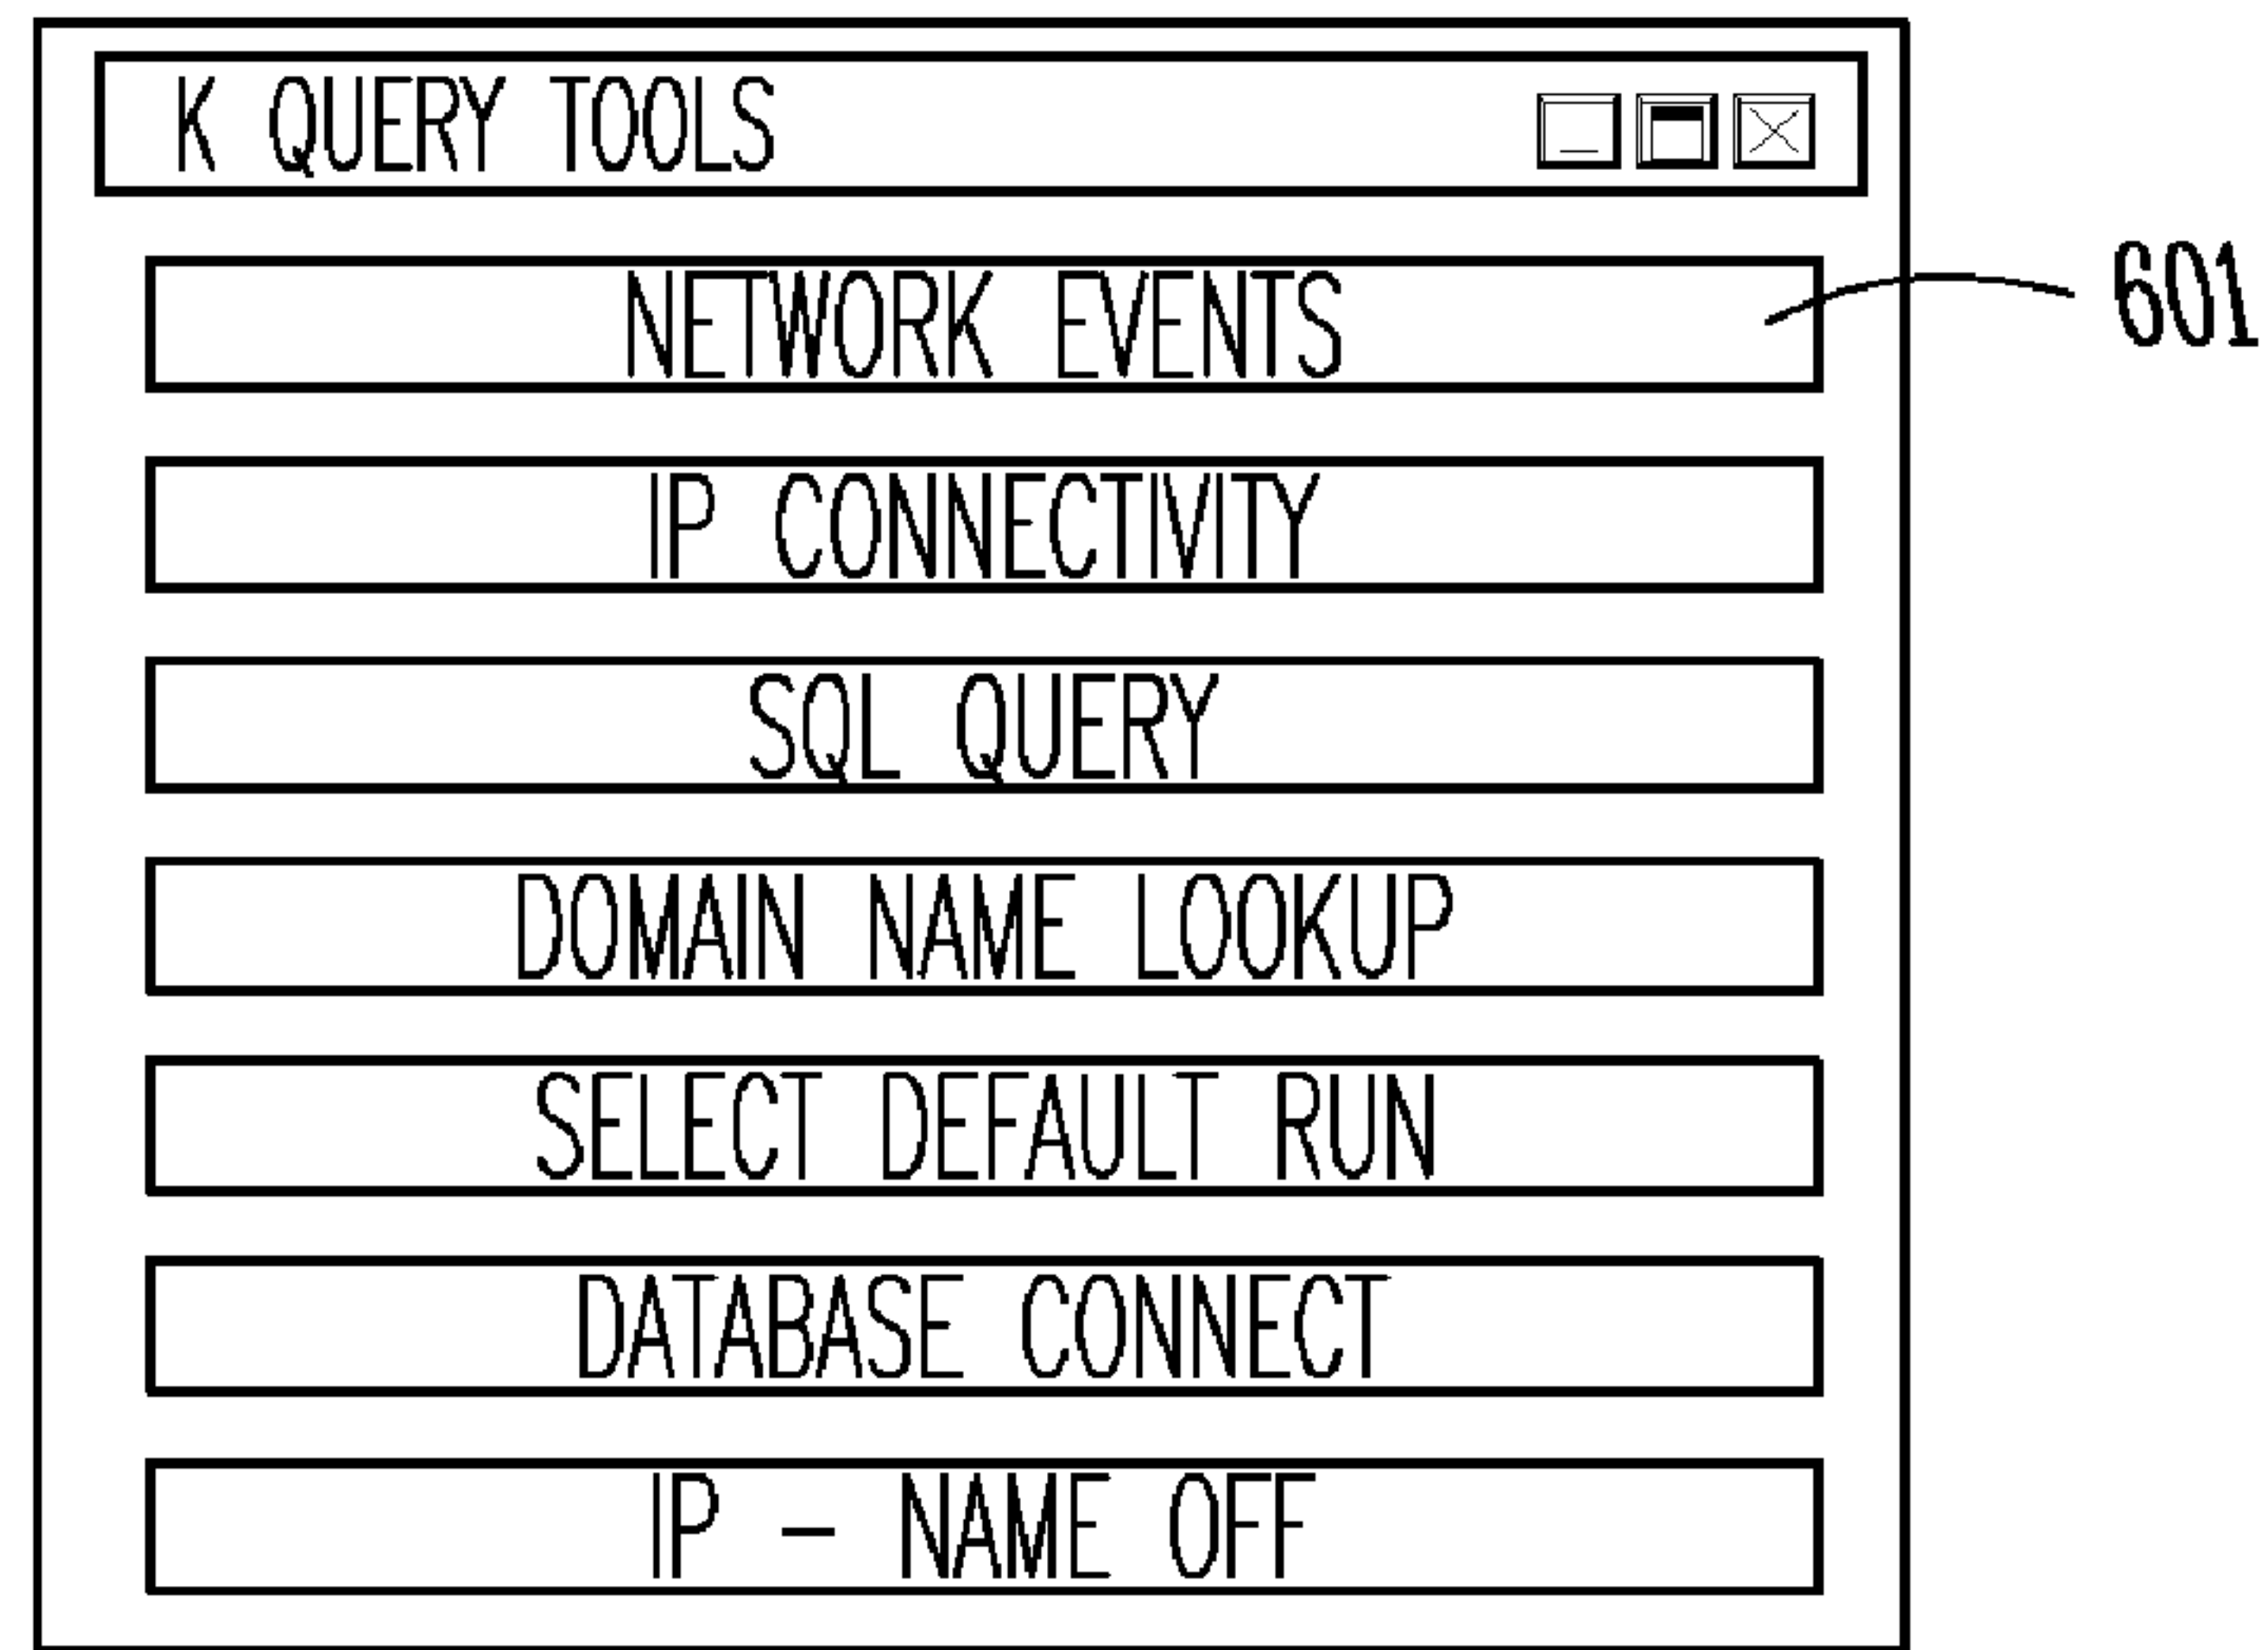 K QUERY TOOLS
NETWORK EVENTS
601
IP CONNECTIVITY
SQL QUERY
DOMAIN NAME LOOKUP
SELECT DEFAULT RUN
DATABASE CONNECT
IP - NAME OFF